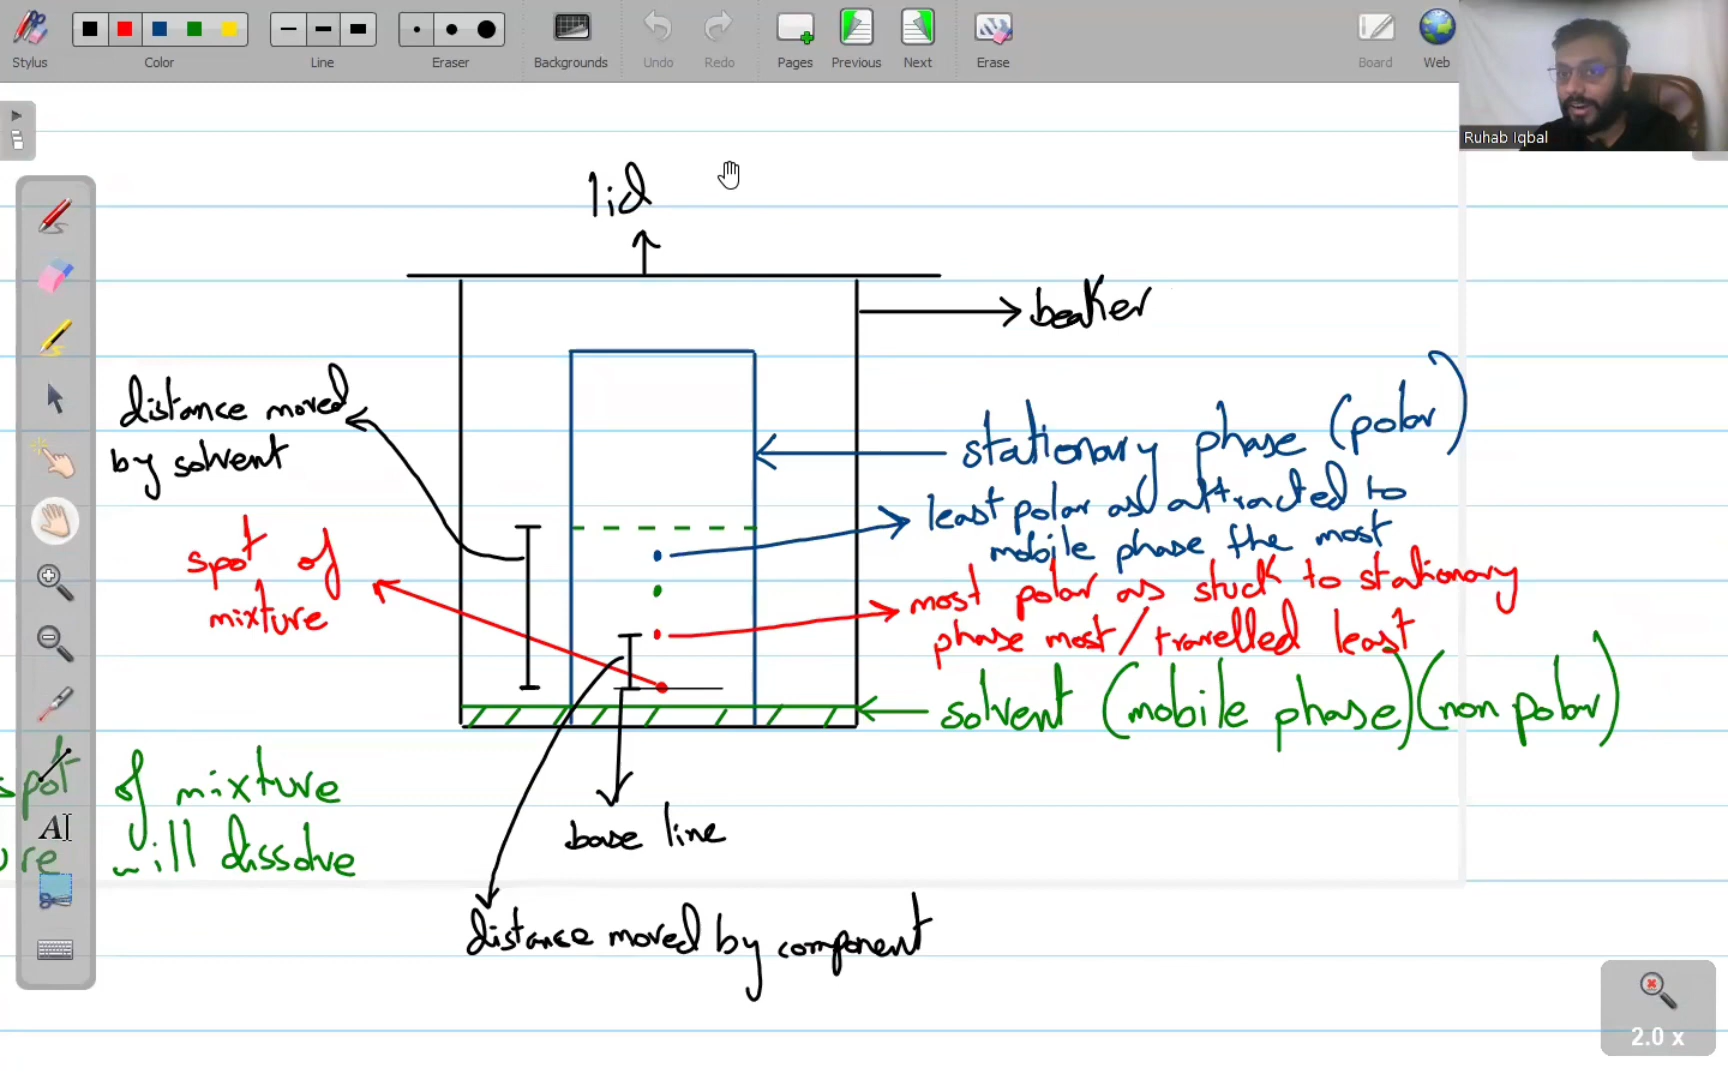 Stylus
Color
Line
Eraser
Backgrounds
Undo
Redo
Pages
Previous
Next
Erase
Board
Web
Ruhab Iqbal
lid
beaker
distance moved
by solvent
stationary phase (polar)
least polar as attracted to
mobile phase the most
spot of
mixture
most polar as stuck to stationary
phase most/travelled least
solvent (mobile phase)(non polar)
spot of mixture
will dissolve
base line
distance moved by component
2.0 x